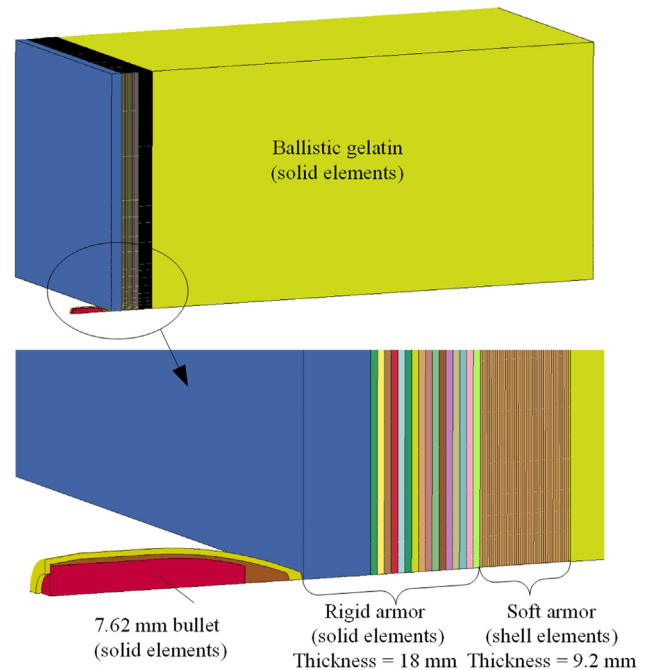 Ballistic gelatin
(solid elements)
7.62 mm bullet
(solid elements)
Rigid armor
(solid elements)
Thickness = 18 mm
Soft armor
(shell elements)
Thickness = 9.2 mm